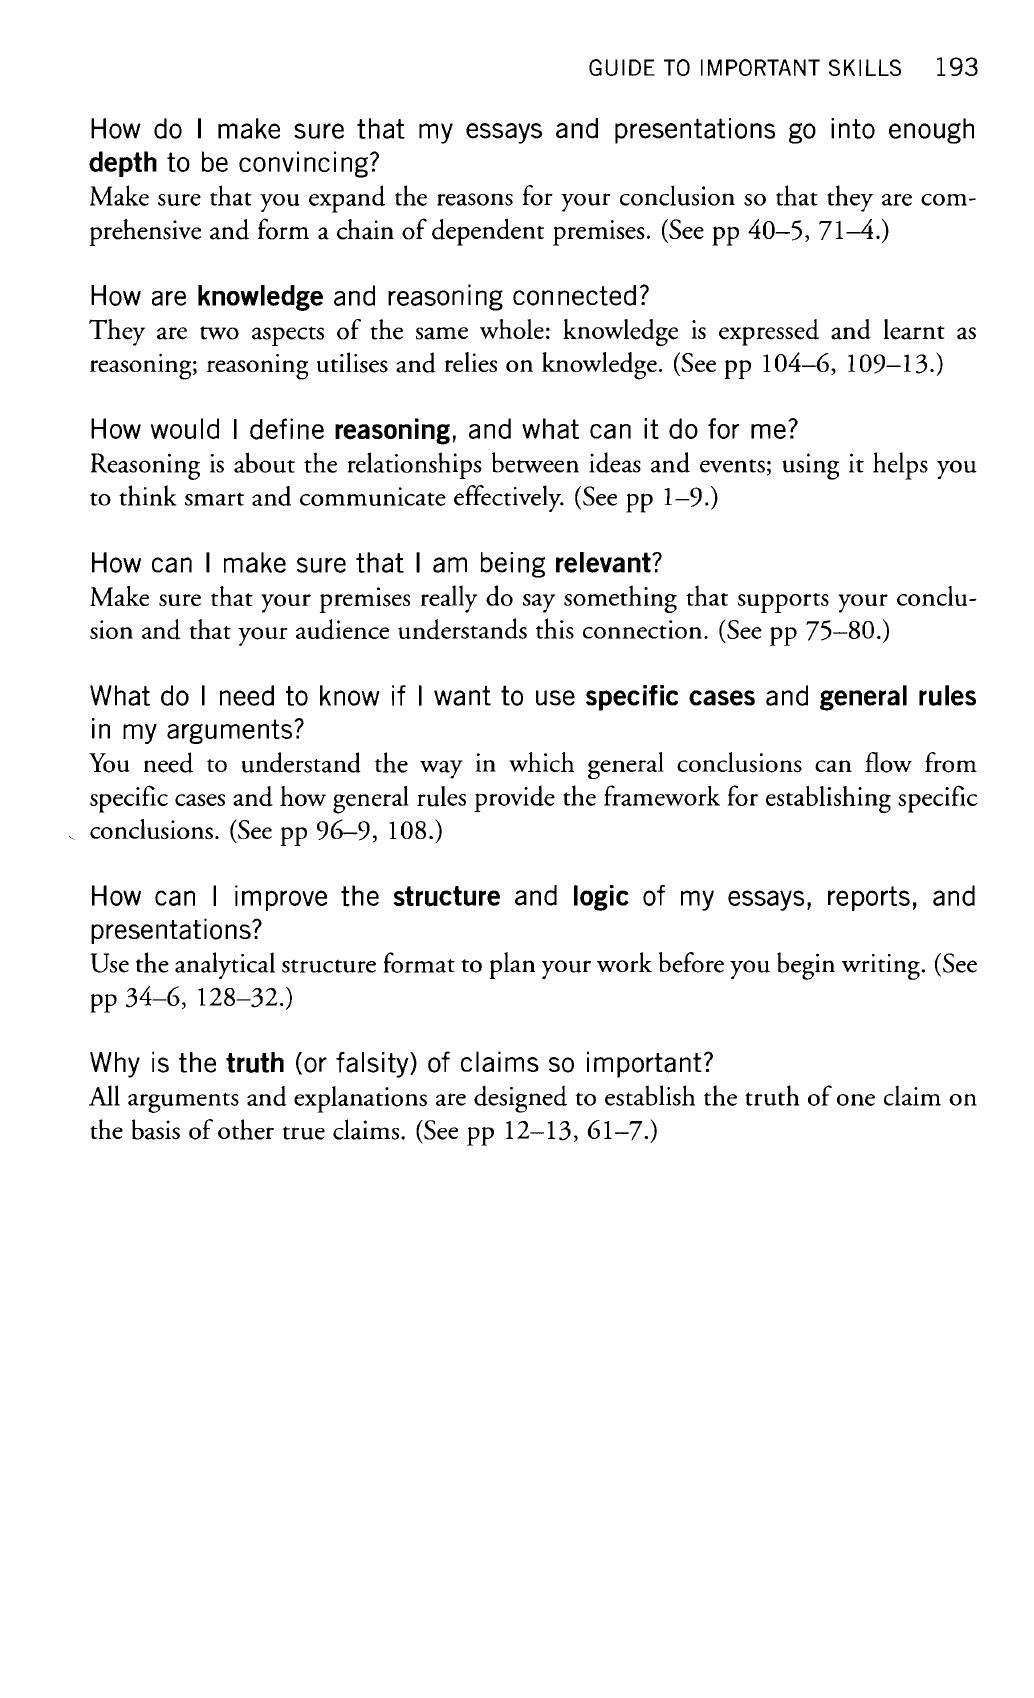 GUIDE TO IMPORTANT SKILLS 193
How do I make sure that my essays and presentations go into enough
depth to be convincing?
Make sure that you expand the reasons for your conclusion so that they are com-
prehensive and form a chain of dependent premises. (See pp 40–5, 71–4.)
How are knowledge and reasoning connected?
They are two aspects of the same whole: knowledge is expressed and learnt as
reasoning; reasoning utilises and relies on knowledge. (See pp 104–6, 109–13.)
How would I define reasoning, and what can it do for me?
Reasoning is about the relationships between ideas and events; using it helps you
to think smart and communicate effectively. (See pp 1–9.)
How can I make sure that I am being relevant?
Make sure that your premises really do say something that supports your conclu-
sion and that your audience understands this connection. (See pp 75–80.)
What do I need to know if I want to use specific cases and general rules
in my arguments?
You need to understand the way in which general conclusions can flow from
specific cases and how general rules provide the framework for establishing specific
conclusions. (See pp 96–9, 108.)
How can I improve the structure and logic of my essays, reports, and
presentations?
Use the analytical structure format to plan your work before you begin writing. (See
pp 34–6, 128–32.)
Why is the truth (or falsity) of claims so important?
All arguments and explanations are designed to establish the truth of one claim on
the basis of other true claims. (See pp 12–13, 61–7.)